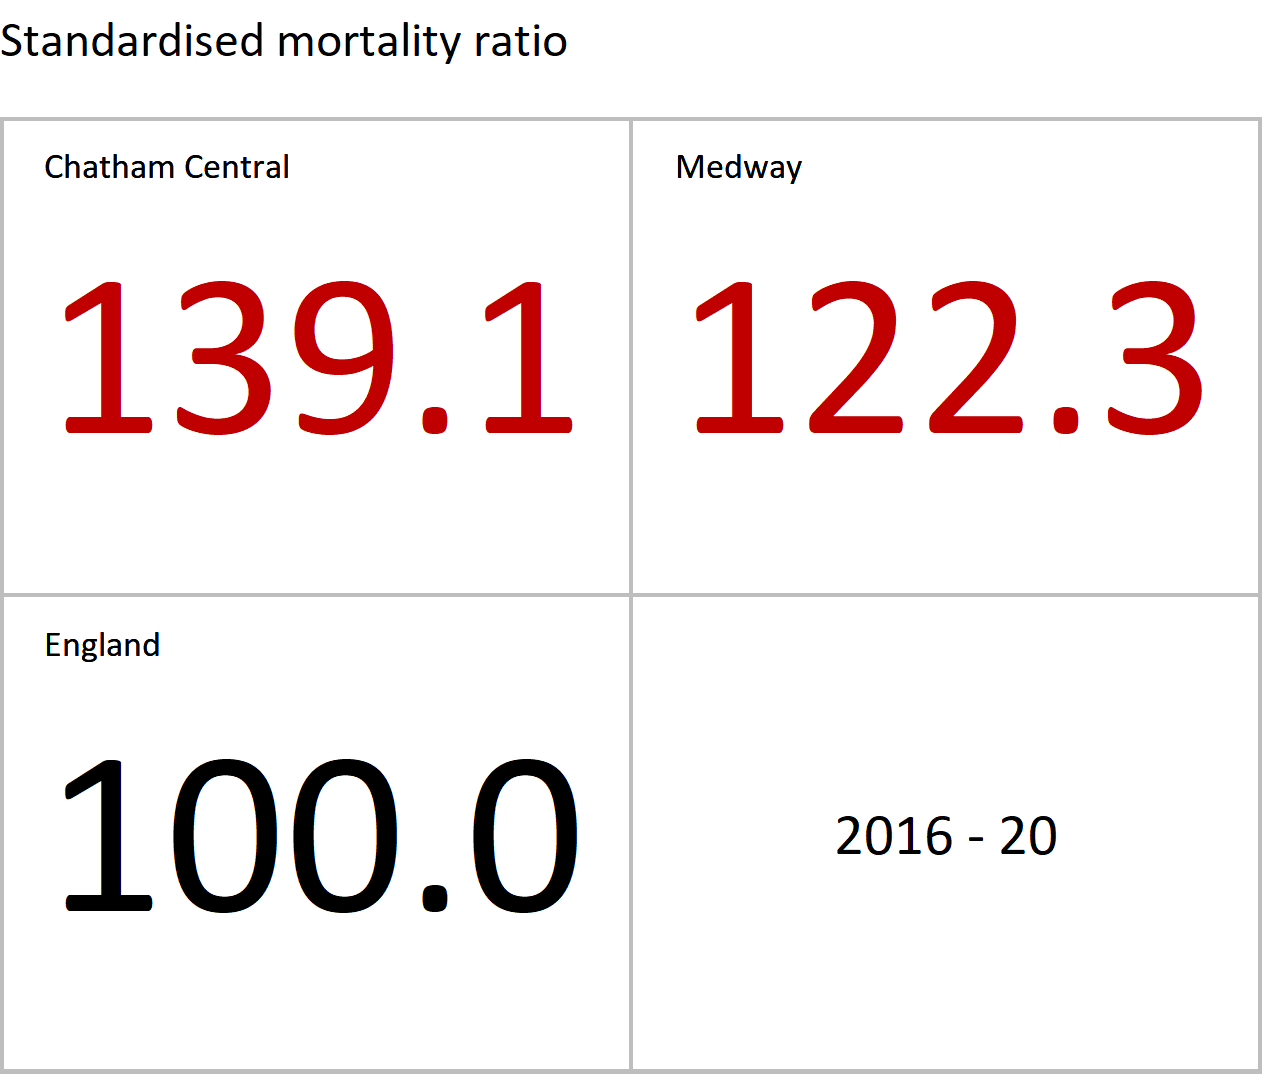 Standardised mortality ratio
Chatham Central
139.1
Medway
122.3
England
100.0
2016 - 20